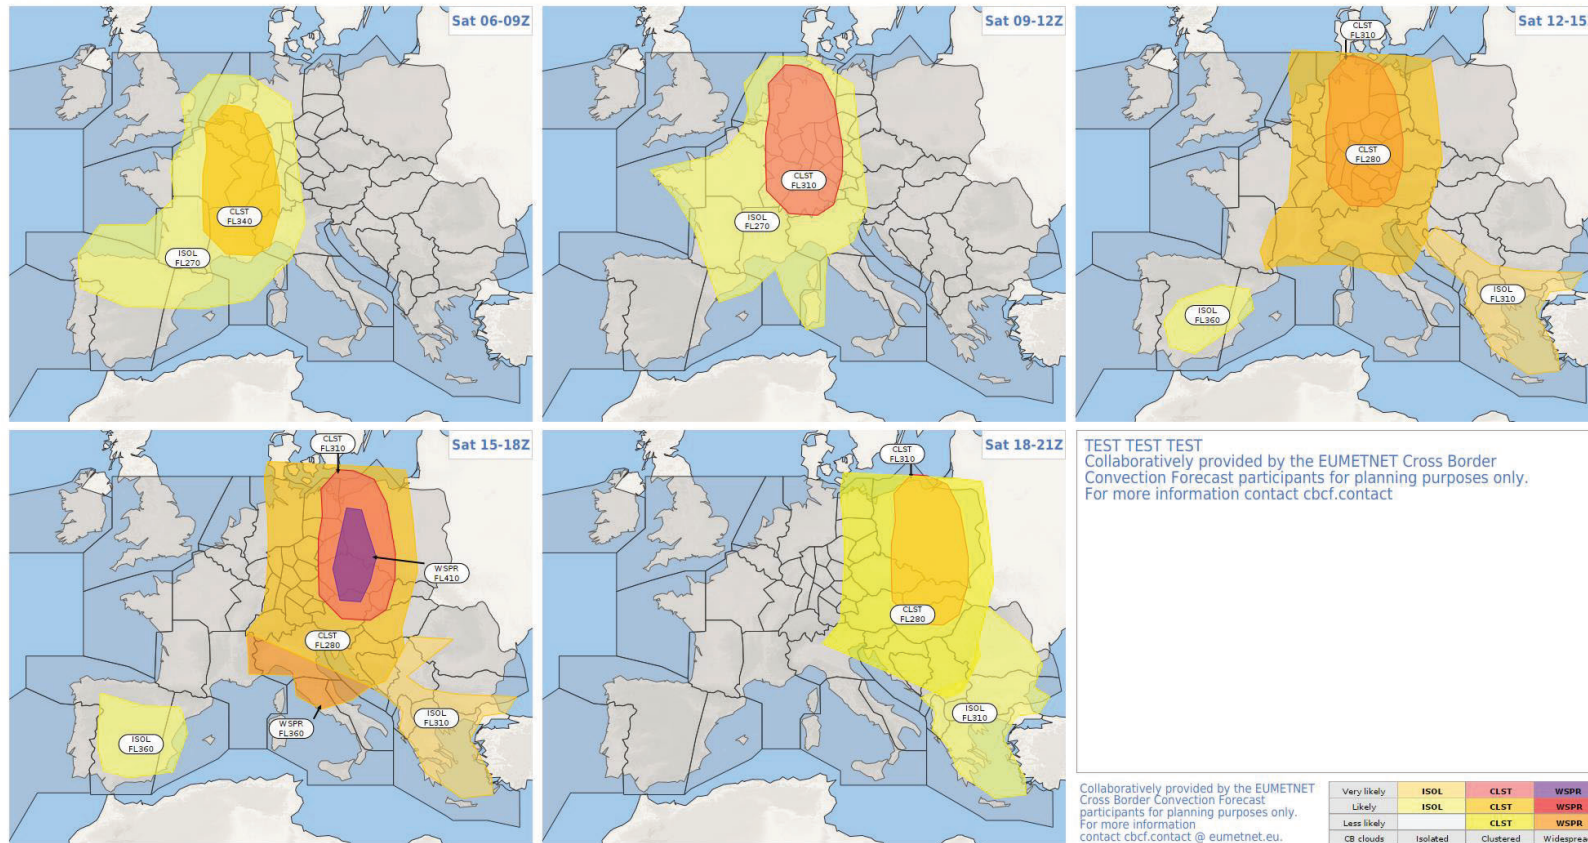 Sat 06-09Z
CLST
FL340
ISOL
FL270
Sat 09-12Z
CLST
FL310
ISOL
FL270
Sat 12-15
CLST
FL310
CLST
FL280
ISOL
FL310
ISOL
FL360
Sat 15-18Z
CLST
FL310
WSPR
FL410
CLST
FL280
ISOL
FL310
WSPR
FL360
ISOL
FL360
Sat 18-21Z
CLST
FL310
CLST
FL280
ISOL
FL310
TEST TEST TEST
Collaboratively provided by the EUMETNET Cross Border
Convection Forecast participants for planning purposes only.
For more information contact cbcf.contact
Collaboratively provided by the EUMETNET
Cross Border Convection Forecast
participants for planning purposes only.
For more information
contact cbcf.contact @ eumetnet.eu.
Very likely ISOL CLST WSPR
Likely ISOL CLST WSPR
Less likely CLST WSPR
CB clouds Isolated Clustered Widesprea